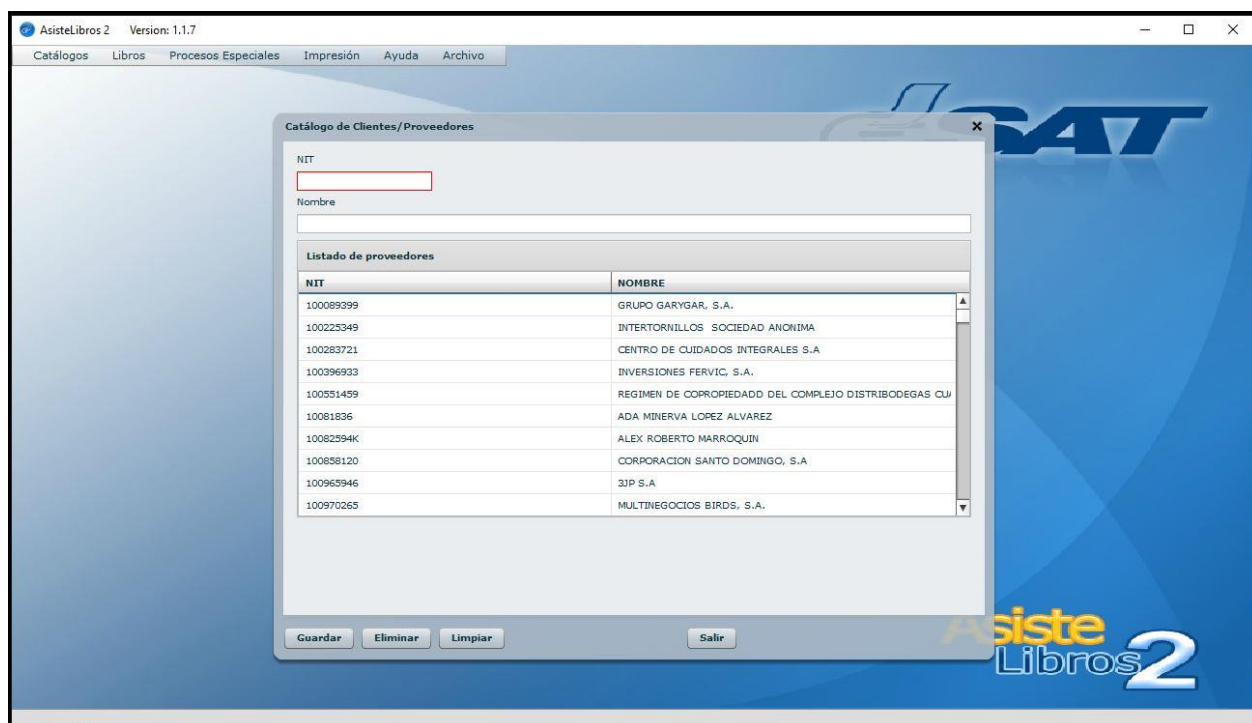 AsisteLibros 2 Version: 1.1.7
Catálogos Libros Procesos Especiales Impresión Ayuda Archivo
SAT
Catálogo de Clientes/Proveedores
NIT
Nombre
Listado de proveedores
NIT NOMBRE
100089399 GRUPO GARYGAR, S.A.
100225349 INTERTORNILLOS SOCIEDAD ANONIMA
100283721 CENTRO DE CUIDADOS INTEGRALES S.A
100396933 INVERSIONES FERVIC, S.A.
100551459 REGIMEN DE COPROPIEDADD DEL COMPLEJO DISTRIBODEGAS
10081836 ADA MINERVA LOPEZ ALVAREZ
10082594K ALEX ROBERTO MARROQUIN
100858120 CORPORACION SANTO DOMINGO, S.A
100965946 3JP S.A
100970265 MULTINEGOCIOS BIRDS, S.A.
Guardar Eliminar Limpiar Salir
Asiste
Libros 2